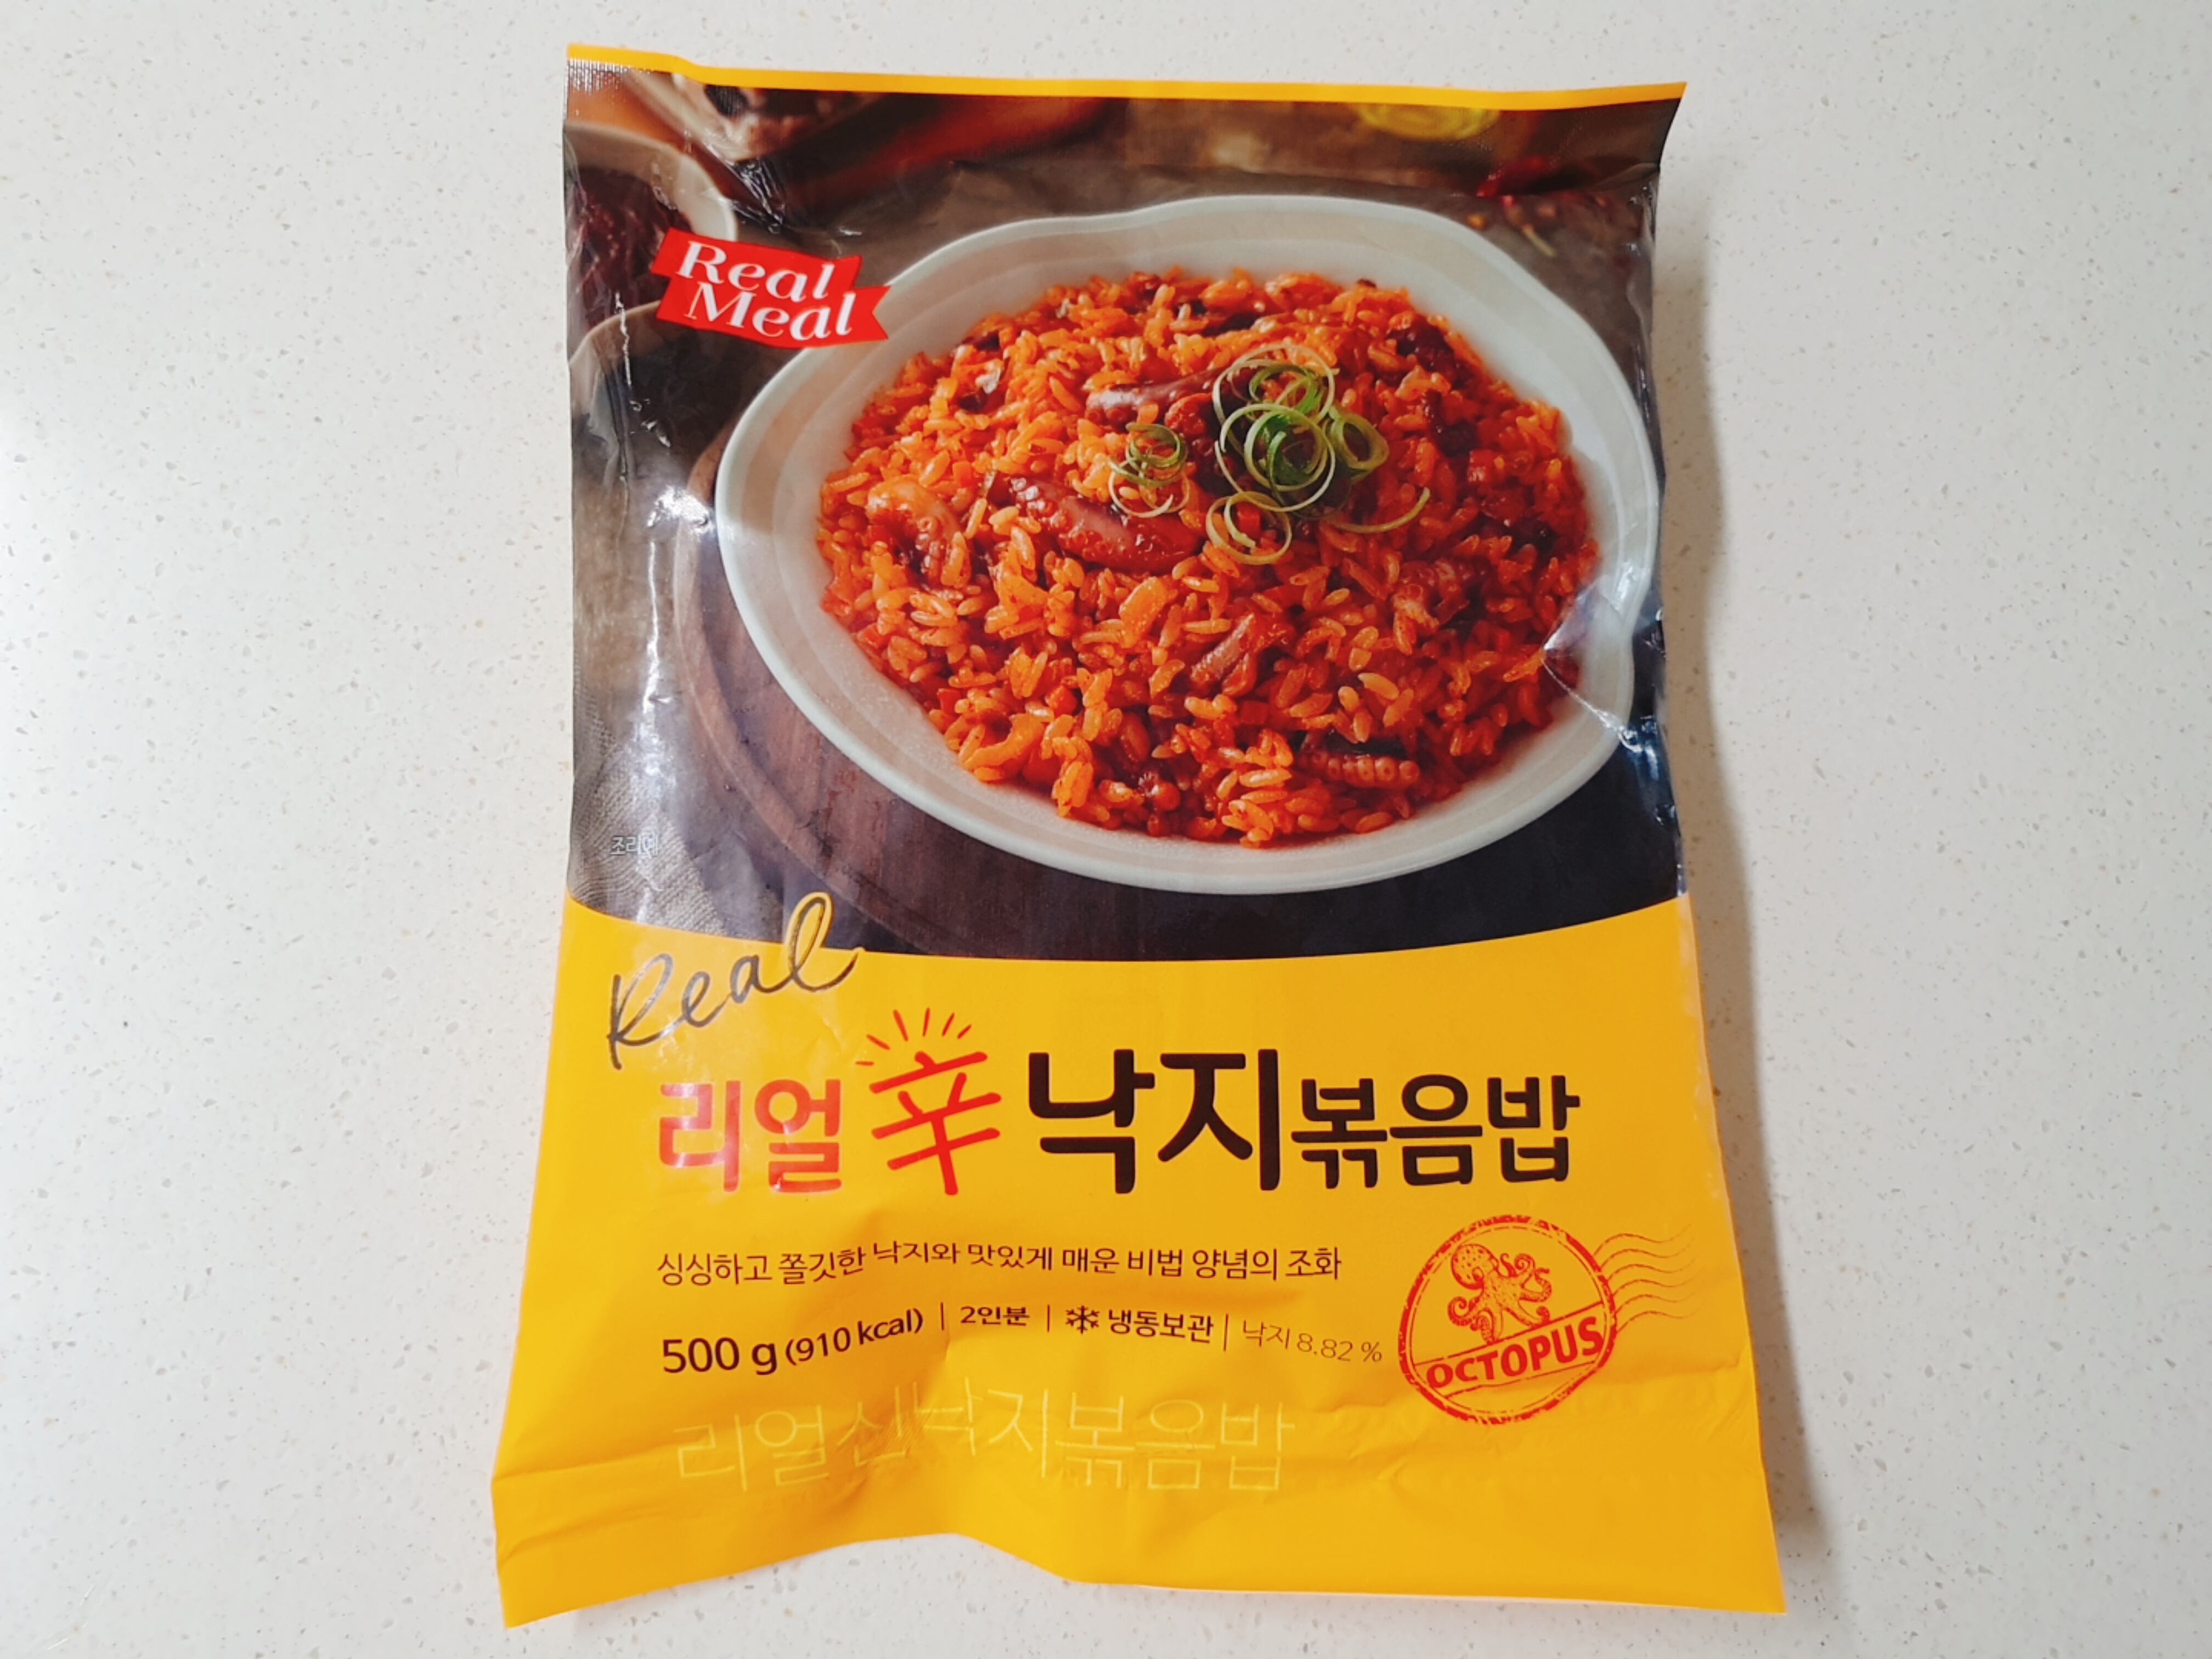 Real
Meal
조리예
Real
리얼 辛 낙지볶음밥
싱싱하고 쫄깃한 낙지와 맛있게 매운 비법 양념의 조화
500 g (910 kcal) | 2인분 | 냉동보관 | 낙지 8.82 %
OCTOPUS
리얼신낙지볶음밥